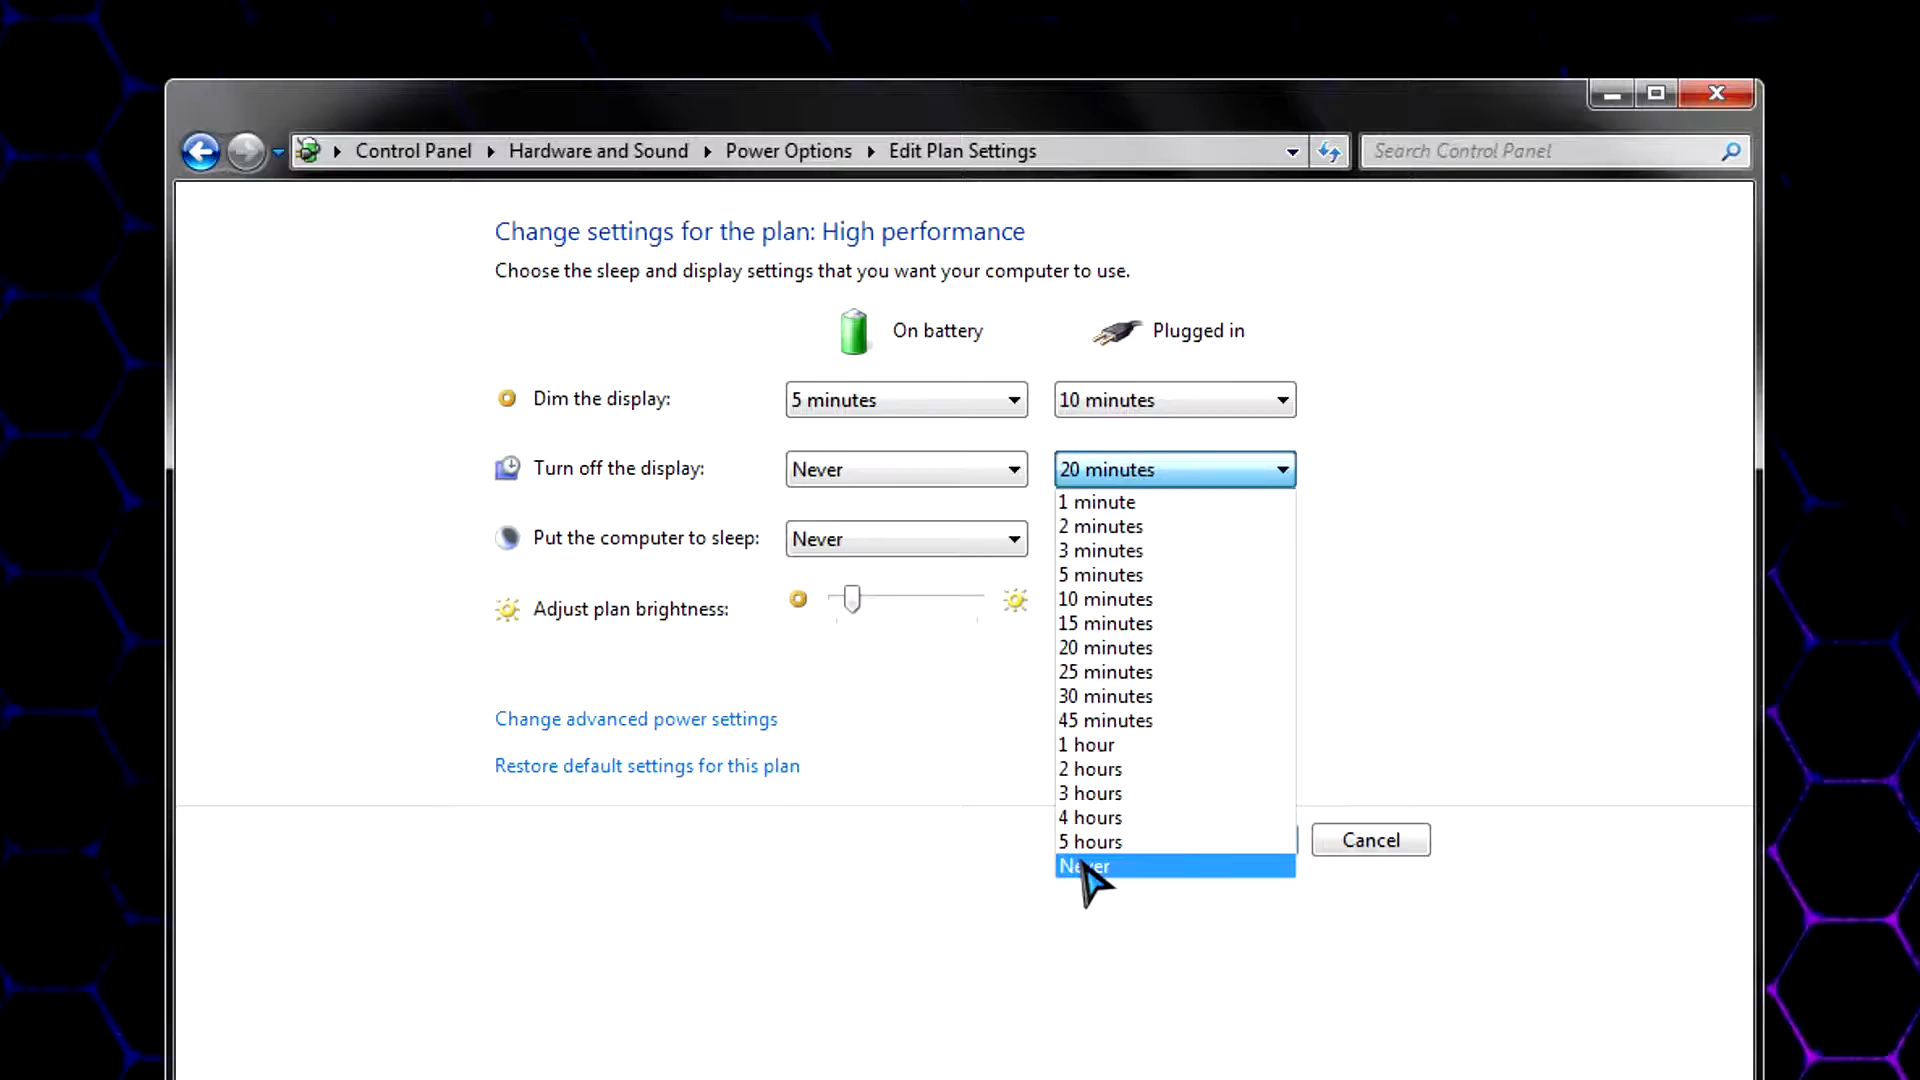 Control Panel Hardware and Sound Power Options Edit Plan Settings
Search Control Panel
Change settings for the plan: High performance
Choose the sleep and display settings that you want your computer to use.
On battery Plugged in
Dim the display: 5 minutes 10 minutes
Turn off the display: Never 20 minutes
1 minute
2 minutes
3 minutes
Put the computer to sleep: Never
5 minutes
10 minutes
Adjust plan brightness:
15 minutes
20 minutes
25 minutes
30 minutes
45 minutes
Change advanced power settings
1 hour
2 hours
Restore default settings for this plan
3 hours
4 hours
5 hours
Cancel
Never